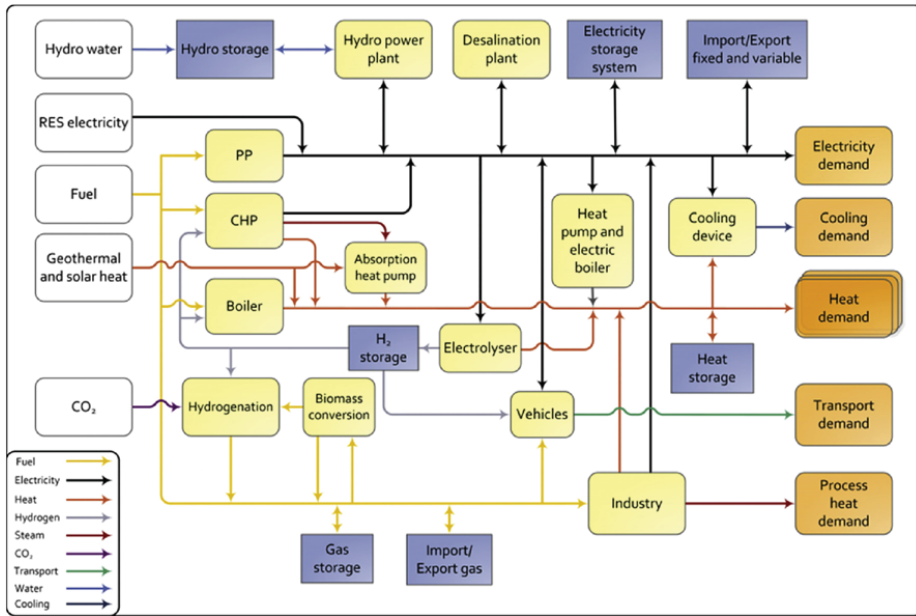 Hydro water
Hydro storage
Hydro power
plant
Desalination
plant
Electricity
storage
system
Import/Export
fixed and variable
RES electricity
PP
Electricity
demand
Fuel
CHP
Heat
pump and
electric
boiler
Cooling
device
Cooling
demand
Geothermal
and solar heat
Absorption
heat pump
Boiler
Heat
demand
H₂
storage
Electrolyser
Heat
storage
CO₂
Hydrogenation
Biomass
conversion
Vehicles
Transport
demand
Fuel
Electricity
Heat
Hydrogen
Steam
CO₂
Transport
Water
Cooling
Industry
Process
heat
demand
Gas
storage
Import/
Export gas